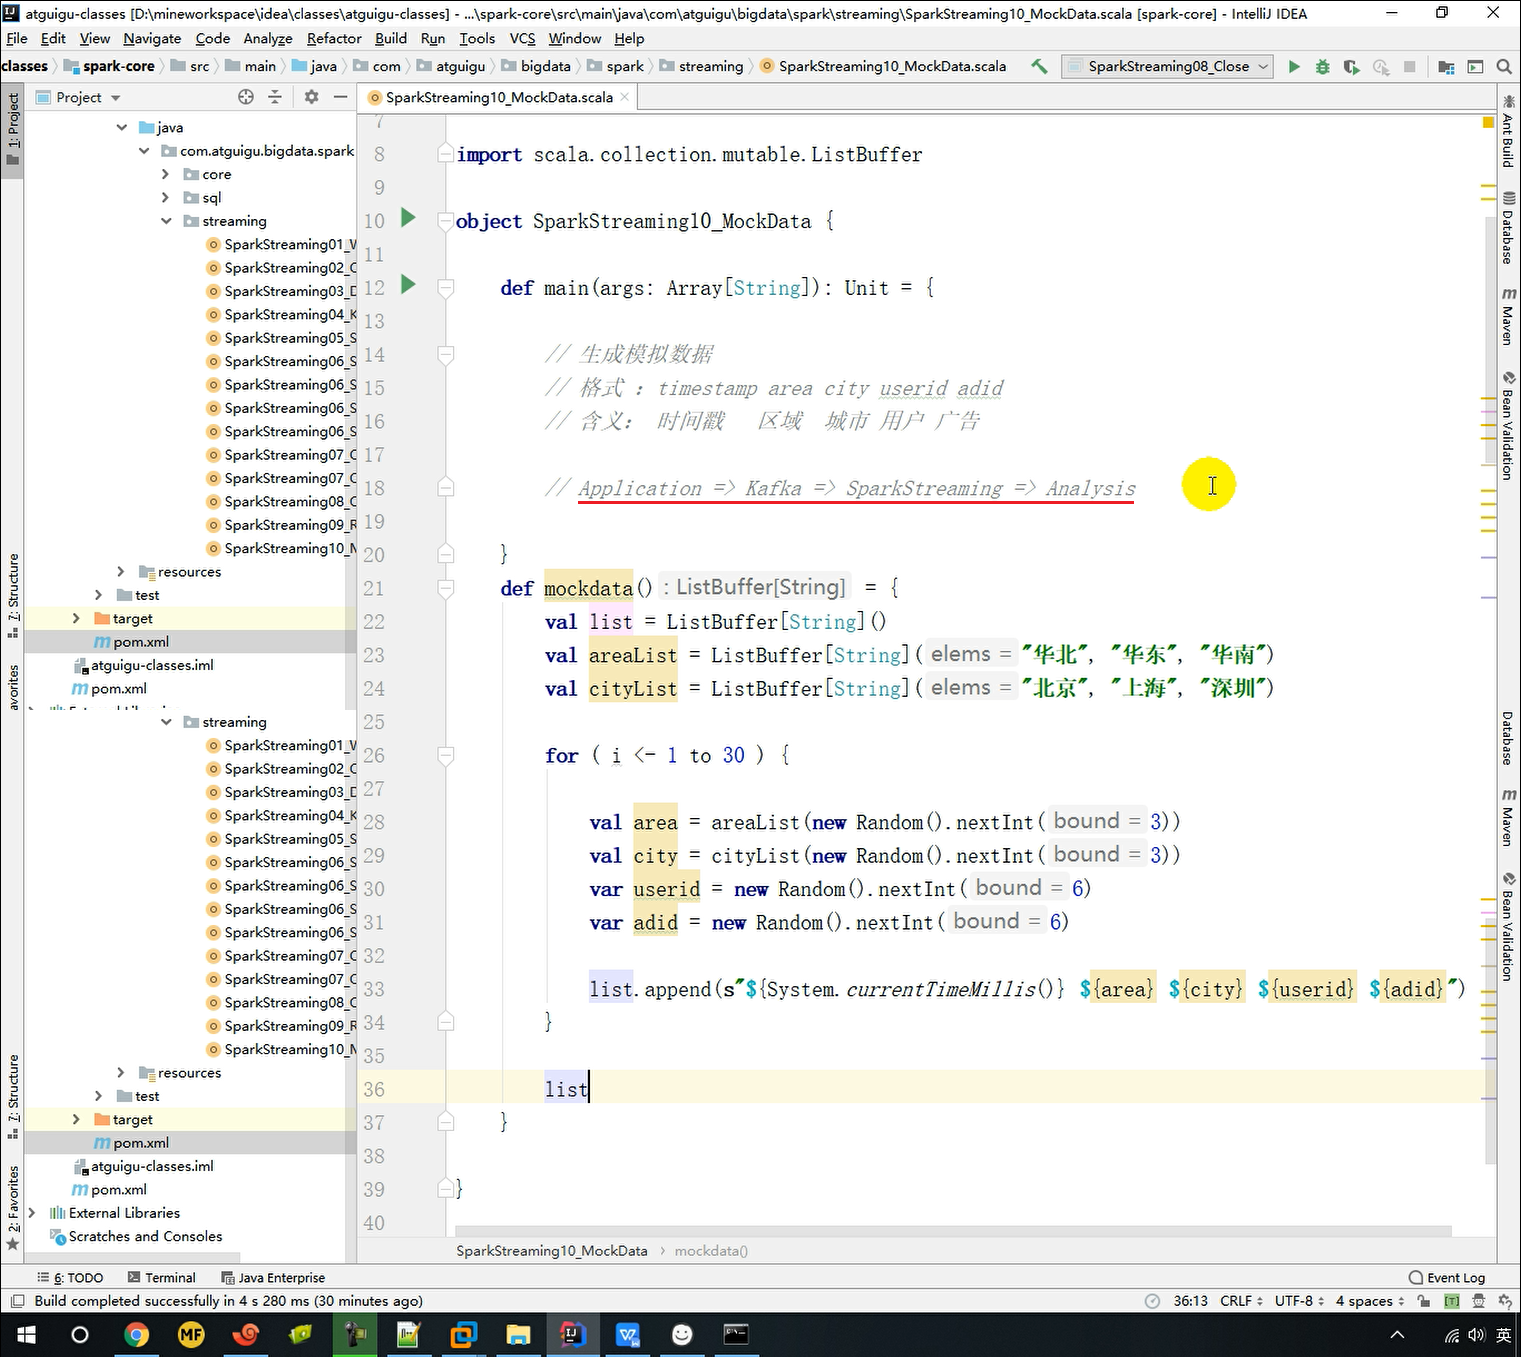 atguigu-classes [D:\mineworkspace\idea\classes\atguigu-classes] - ...\spark-core\src\main\java\com\atguigu\bigdata\spark\streaming\SparkStreaming10_MockData.scala [spark-core] - IntelliJ IDEA
File Edit View Navigate Code Analyze Refactor Build Run Tools VCS Window Help
classes spark-core src main java com atguigu bigdata spark streaming SparkStreaming10_MockData.scala SparkStreaming08_Close
Project SparkStreaming10_MockData.scala
1: Project
7: Structure
avorites
java
com.atguigu.bigdata.spark
core
sql
streaming
SparkStreaming01_W
SparkStreaming02_C
SparkStreaming03_D
SparkStreaming04_K
SparkStreaming05_S
SparkStreaming06_S
SparkStreaming06_S
SparkStreaming06_S
SparkStreaming06_S
SparkStreaming07_C
SparkStreaming07_C
SparkStreaming08_C
SparkStreaming09_R
SparkStreaming10_M
resources
test
target
pom.xml
atguigu-classes.iml
pom.xml
streaming
SparkStreaming01_W
SparkStreaming02_C
SparkStreaming03_D
SparkStreaming04_K
SparkStreaming05_S
SparkStreaming06_S
SparkStreaming06_S
SparkStreaming06_S
SparkStreaming06_S
SparkStreaming07_C
SparkStreaming07_C
SparkStreaming08_C
SparkStreaming09_R
SparkStreaming10_M
resources
test
target
pom.xml
atguigu-classes.iml
pom.xml
External Libraries
Scratches and Consoles
7: Structure
2: Favorites
7
8 import scala.collection.mutable.ListBuffer
9
10 object SparkStreaming10_MockData {
11
12 def main(args: Array[String]): Unit = {
13
14 // 生成模拟数据
15 // 格式 ：timestamp area city userid adid
16 // 含义： 时间戳 区域 城市 用户 广告
17
18 // Application => Kafka => SparkStreaming => Analysis
19
20 }
21 def mockdata() : ListBuffer[String] = {
22 val list = ListBuffer[String]()
23 val areaList = ListBuffer[String]( elems = "华北", "华东", "华南")
24 val cityList = ListBuffer[String]( elems = "北京", "上海", "深圳")
25
26 for ( i <- 1 to 30 ) {
27
28 val area = areaList(new Random().nextInt( bound = 3))
29 val city = cityList(new Random().nextInt( bound = 3))
30 var userid = new Random().nextInt( bound = 6)
31 var adid = new Random().nextInt( bound = 6)
32
33 list.append(s"${System.currentTimeMillis()} ${area} ${city} ${userid} ${adid}")
34 }
35
36 list
37 }
38
39 }
40
SparkStreaming10_MockData › mockdata()
Ant Build
Database
Maven
Bean Validation
Database
Maven
Bean Validation
6: TODO Terminal Java Enterprise Event Log
Build completed successfully in 4 s 280 ms (30 minutes ago) 36:13 CRLF UTF-8 4 spaces
MF
英